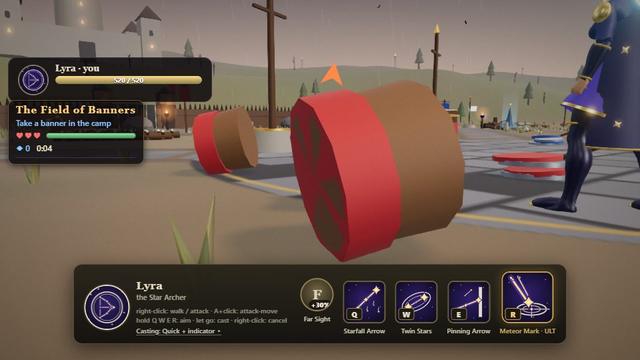 Lyra · you
520 / 520
The Field of Banners
Take a banner in the camp
0 0:04
Lyra
the Star Archer
right-click: walk / attack · A+click: attack-move
hold Q W E R: aim · let go: cast · right-click: cancel
Casting: Quick + indicator
F
+30%
Far Sight
Q
Starfall Arrow
W
Twin Stars
E
Pinning Arrow
R
Meteor Mark · ULT